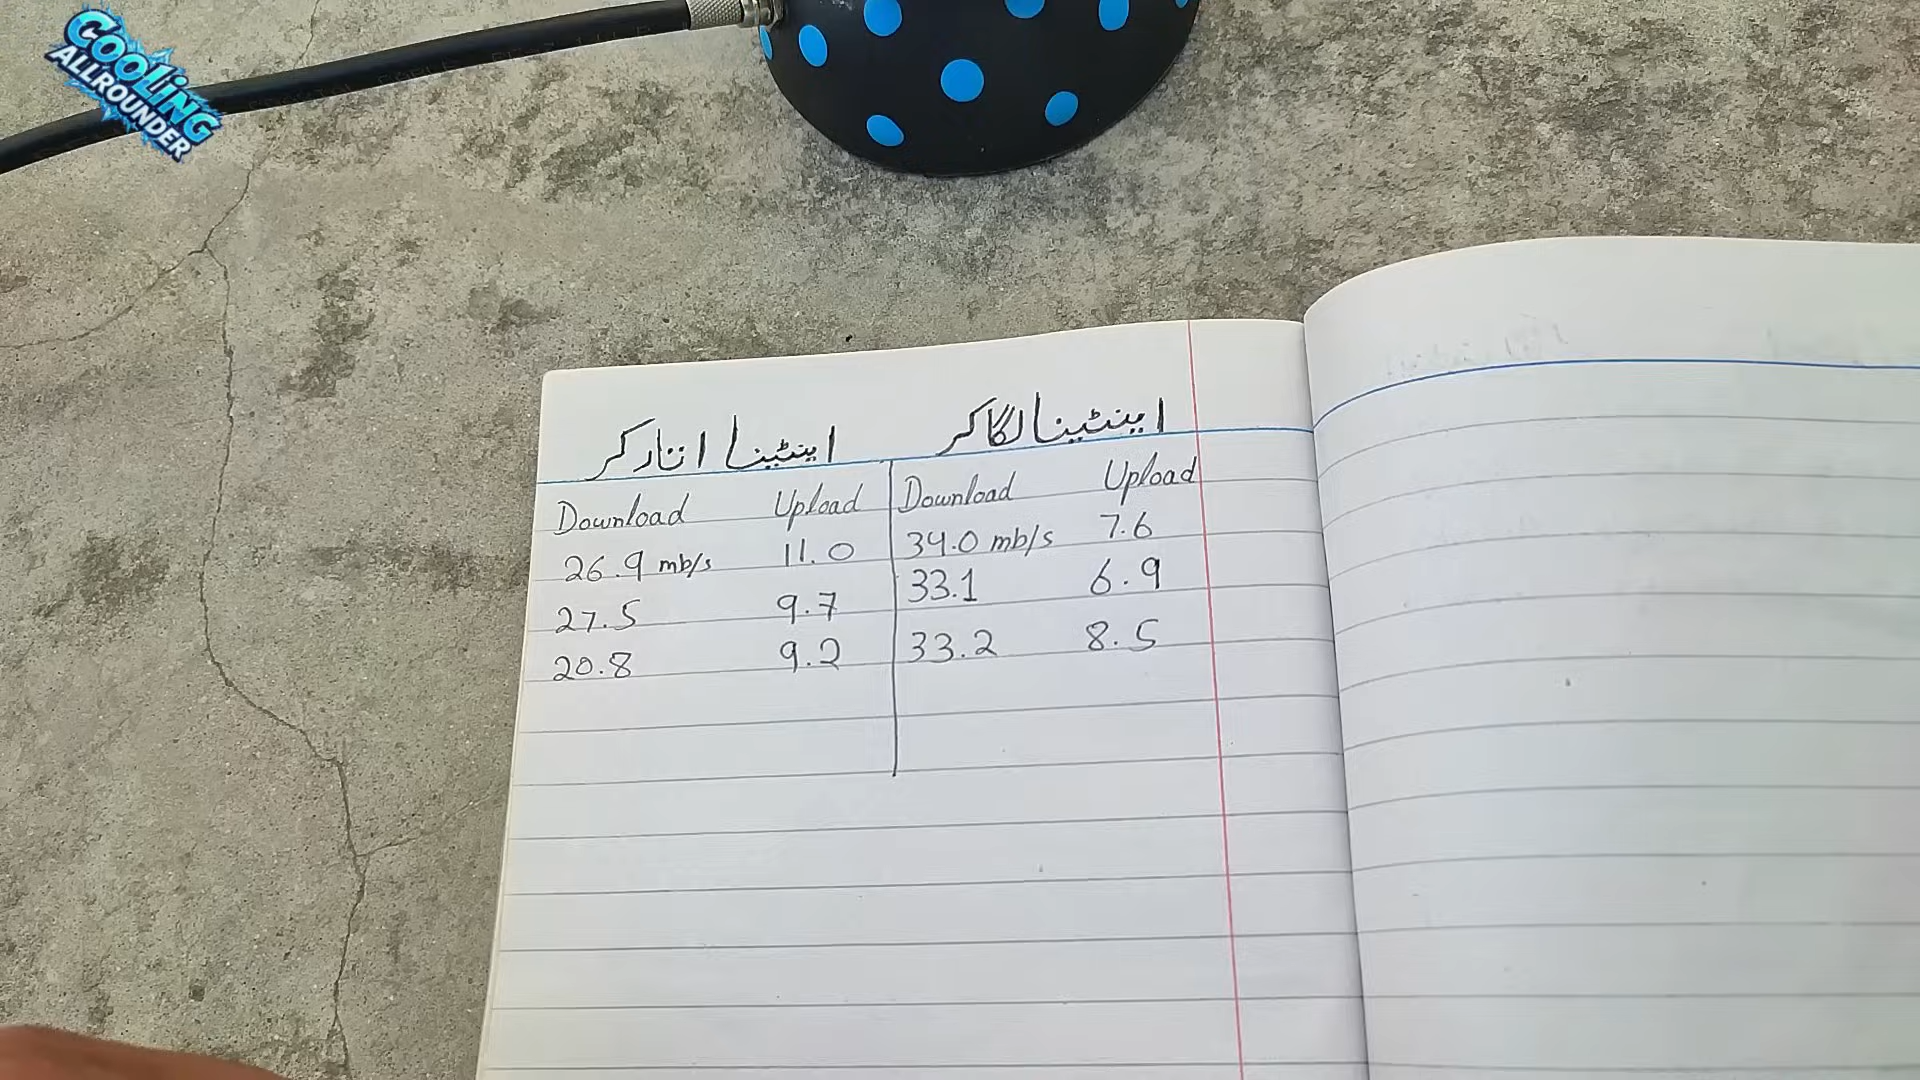 COOLING
ALLROUNDER
اینٹینا اتار کر
اینٹینا لگا کر
Download Upload Download Upload
26.9 mb/s 11.0 34.0 mb/s 7.6
27.5 9.7 33.1 6.9
20.8 9.2 33.2 8.5